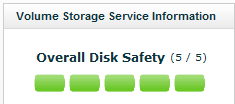 Volume Storage Service Information
Overall Disk Safety (5 / 5)